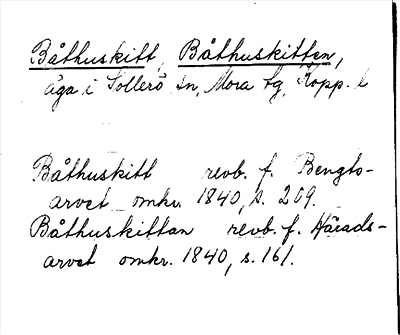 Båthuskitt, Båthuskitten,
äga i Sollerö sn, Mora tg, Kopp. l
Båthuskitt revb. f. Bengts-
arvet omkr. 1840, s. 209.
Båthuskittan revb. f. Härads-
arvet omkr. 1840, s. 161.